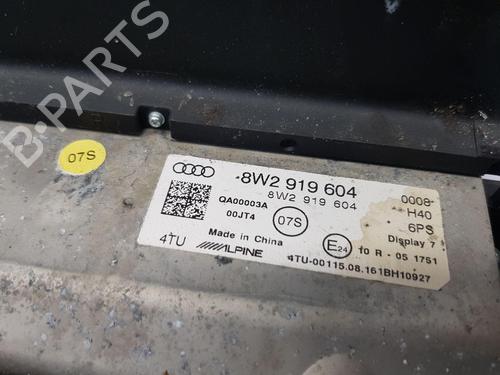 B-PARTS
07S
8W2 919 604
8W2 919 604
0008
H40
6PS
QA00003A
00JT4
07S
Display 7
Made in China
4TU
ALPINE
E24
10 R - 05 1751
4TU-00115.08.161BH10927